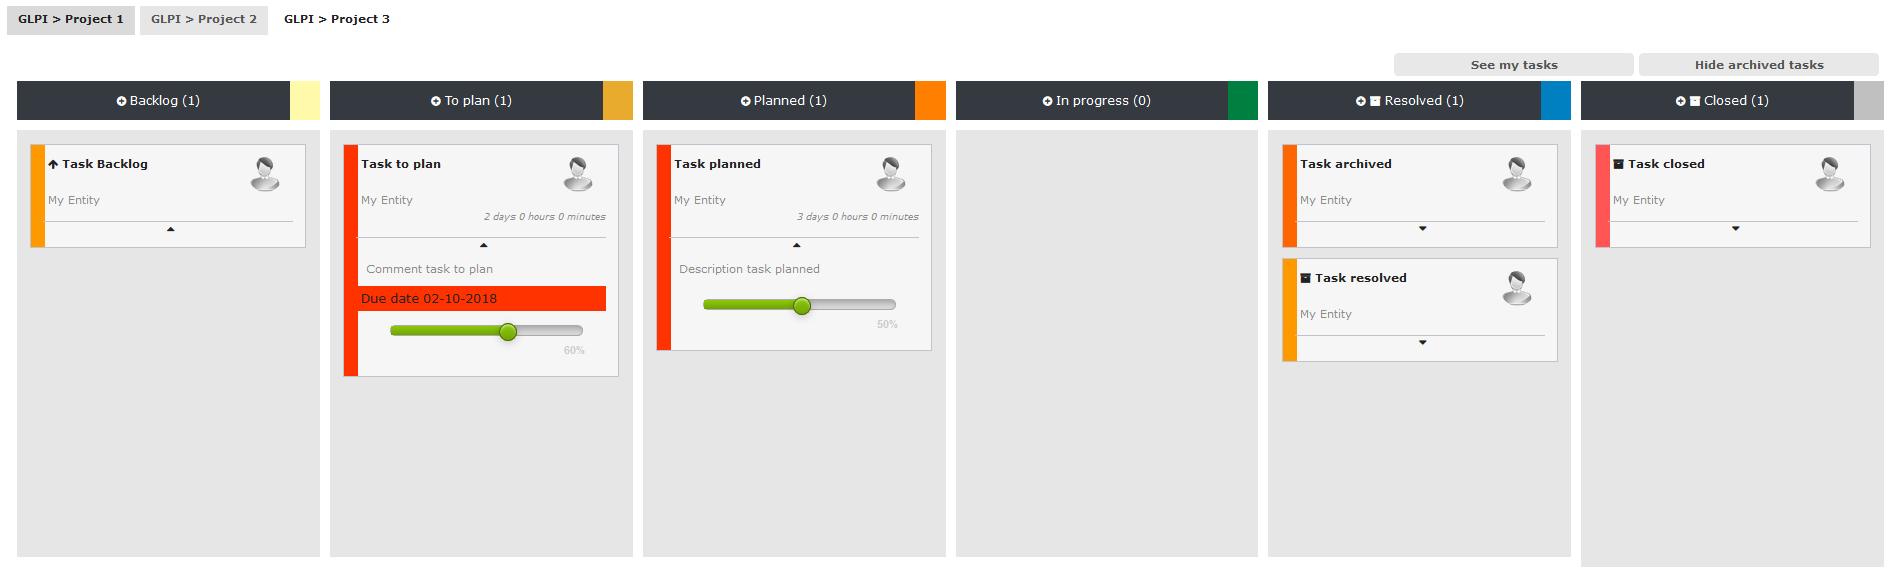 GLPI > Project 1
GLPI > Project 2
GLPI > Project 3
See my tasks
Hide archived tasks
Backlog (1)
To plan (1)
Planned (1)
In progress (0)
Resolved (1)
Closed (1)
Task Backlog
My Entity
Task to plan
My Entity
2 days 0 hours 0 minutes
Comment task to plan
Due date 02-10-2018
60%
Task planned
My Entity
3 days 0 hours 0 minutes
Description task planned
50%
Task archived
My Entity
Task resolved
My Entity
Task closed
My Entity